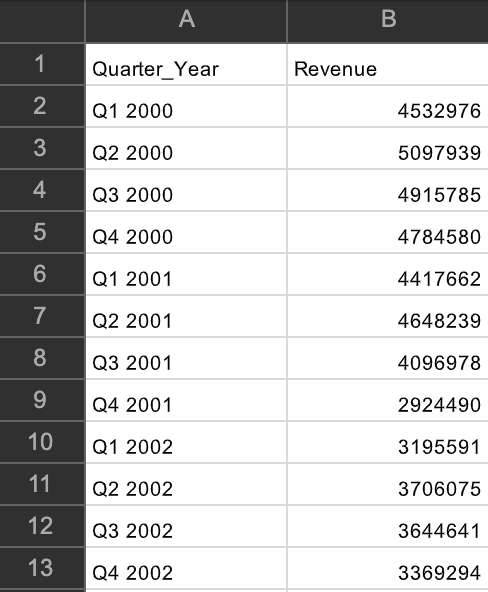 A B
1 Quarter_Year Revenue
2 Q1 2000 4532976
3 Q2 2000 5097939
4 Q3 2000 4915785
5 Q4 2000 4784580
6 Q1 2001 4417662
7 Q2 2001 4648239
8 Q3 2001 4096978
9 Q4 2001 2924490
10 Q1 2002 3195591
11 Q2 2002 3706075
12 Q3 2002 3644641
13 Q4 2002 3369294